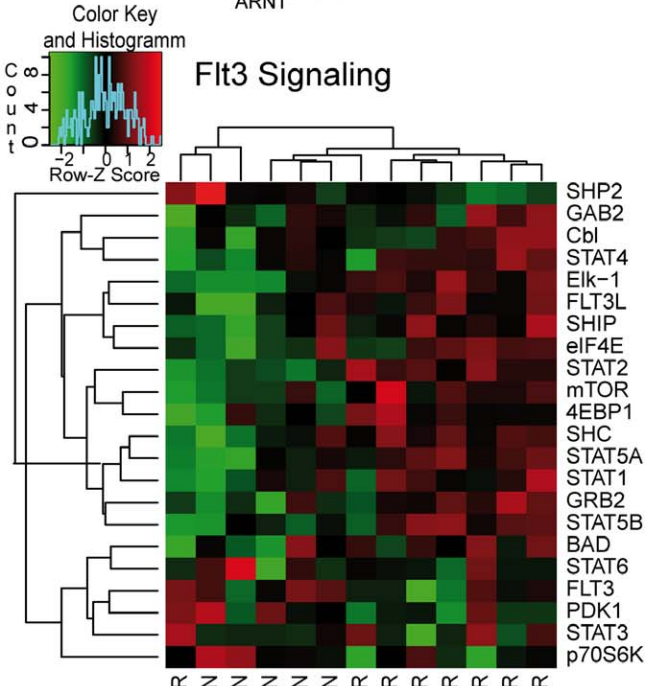 ARNT
Color Key
and Histogramm
Count
0 4 8
−2 0 1 2
Row-Z Score
Flt3 Signaling
SHP2
GAB2
Cbl
STAT4
Elk−1
FLT3L
SHIP
eIF4E
STAT2
mTOR
4EBP1
SHC
STAT5A
STAT1
GRB2
STAT5B
BAD
STAT6
FLT3
PDK1
STAT3
p70S6K
R N N N N N R R R R R R R